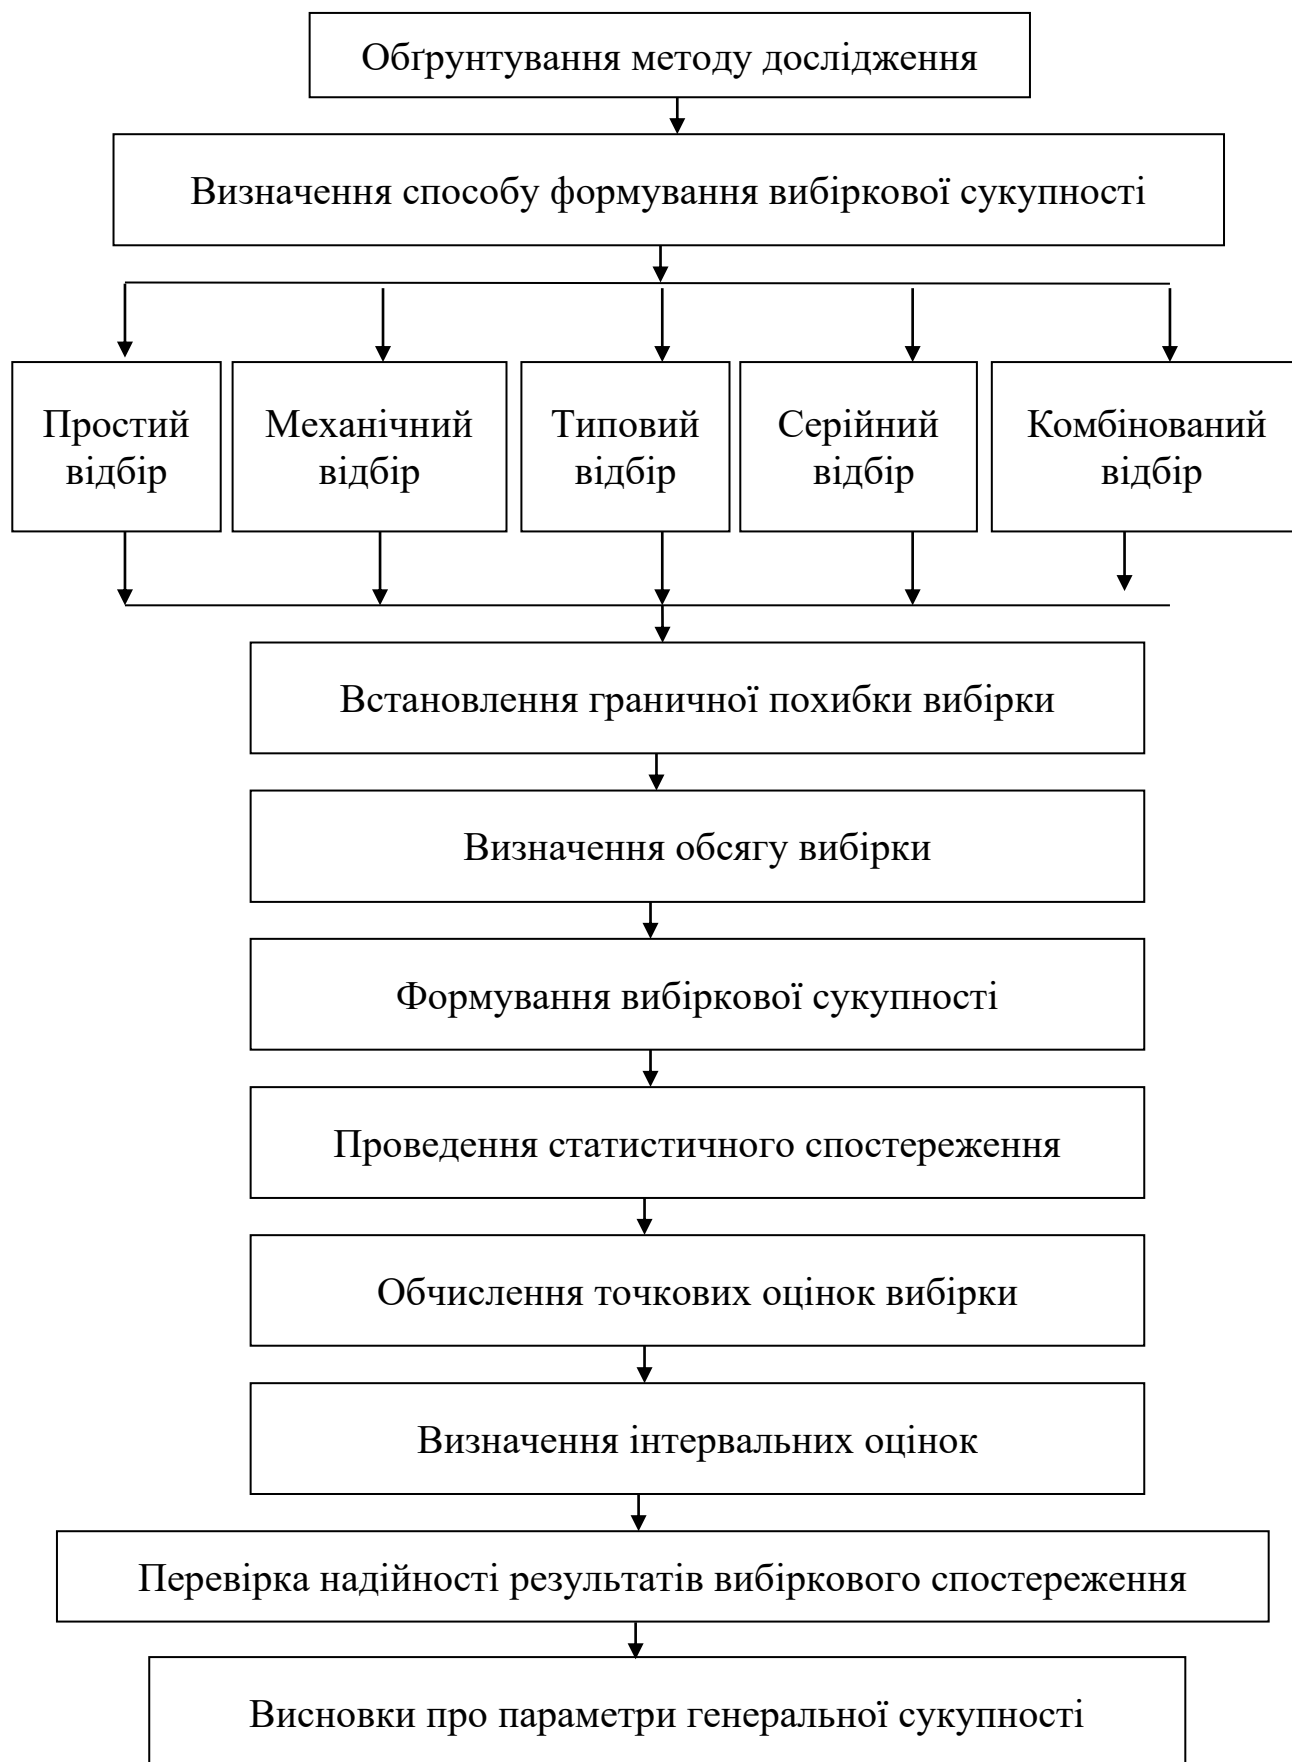 Обґрунтування методу дослідження
Визначення способу формування вибіркової сукупності
Простий
відбір
Механічний
відбір
Типовий
відбір
Серійний
відбір
Комбінований
відбір
Встановлення граничної похибки вибірки
Визначення обсягу вибірки
Формування вибіркової сукупності
Проведення статистичного спостереження
Обчислення точкових оцінок вибірки
Визначення інтервальних оцінок
Перевірка надійності результатів вибіркового спостереження
Висновки про параметри генеральної сукупності